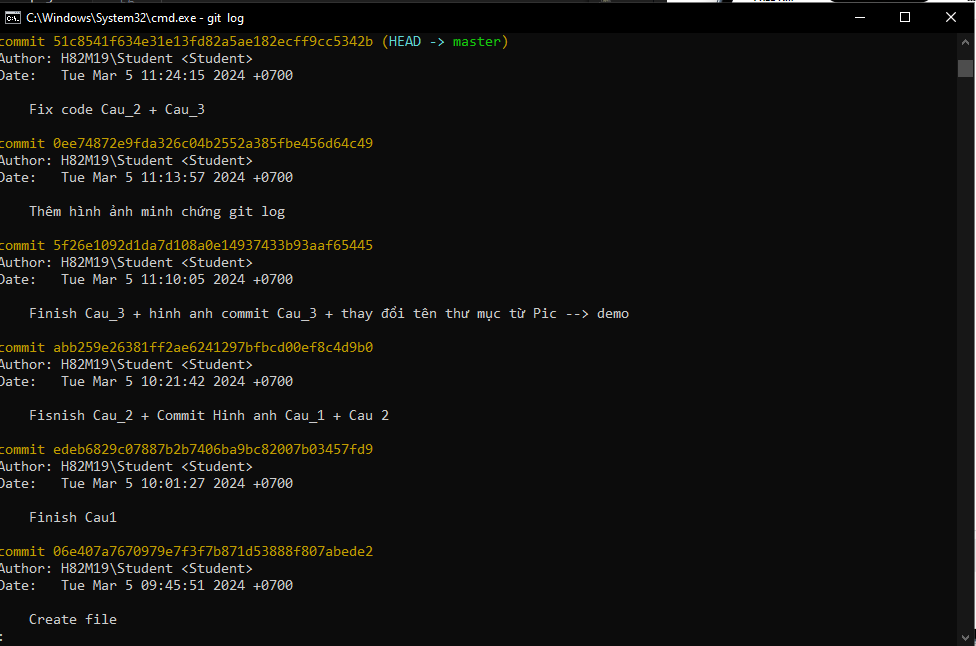 C:\Windows\System32\cmd.exe - git log
commit 51c8541f634e31e13fd82a5ae182ecff9cc5342b (HEAD -> master)
Author: H82M19\Student <Student>
Date:   Tue Mar 5 11:24:15 2024 +0700
Fix code Cau_2 + Cau_3
commit 0ee74872e9fda326c04b2552a385fbe456d64c49
Author: H82M19\Student <Student>
Date:   Tue Mar 5 11:13:57 2024 +0700
Thêm hình ảnh minh chứng git log
commit 5f26e1092d1da7d108a0e14937433b93aaf65445
Author: H82M19\Student <Student>
Date:   Tue Mar 5 11:10:05 2024 +0700
Finish Cau_3 + hinh anh commit Cau_3 + thay đổi tên thư mục từ Pic --> demo
commit abb259e26381ff2ae6241297bfbcd00ef8c4d9b0
Author: H82M19\Student <Student>
Date:   Tue Mar 5 10:21:42 2024 +0700
Fisnish Cau_2 + Commit Hinh anh Cau_1 + Cau 2
commit edeb6829c07887b2b7406ba9bc82007b03457fd9
Author: H82M19\Student <Student>
Date:   Tue Mar 5 10:01:27 2024 +0700
Finish Cau1
commit 06e407a7670979e7f3f7b871d53888f807abede2
Author: H82M19\Student <Student>
Date:   Tue Mar 5 09:45:51 2024 +0700
Create file
: